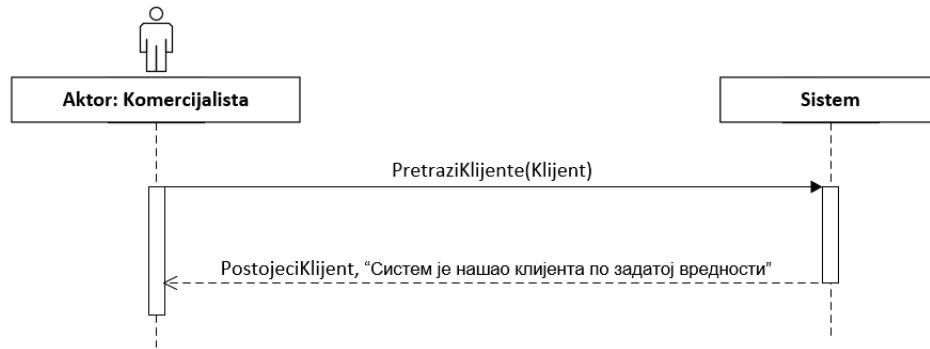 Aktor: Komercijalista
Sistem
PretraziKlijente(Klijent)
PostojeciKlijent, “Систем је нашао клијента по задатој вредности”